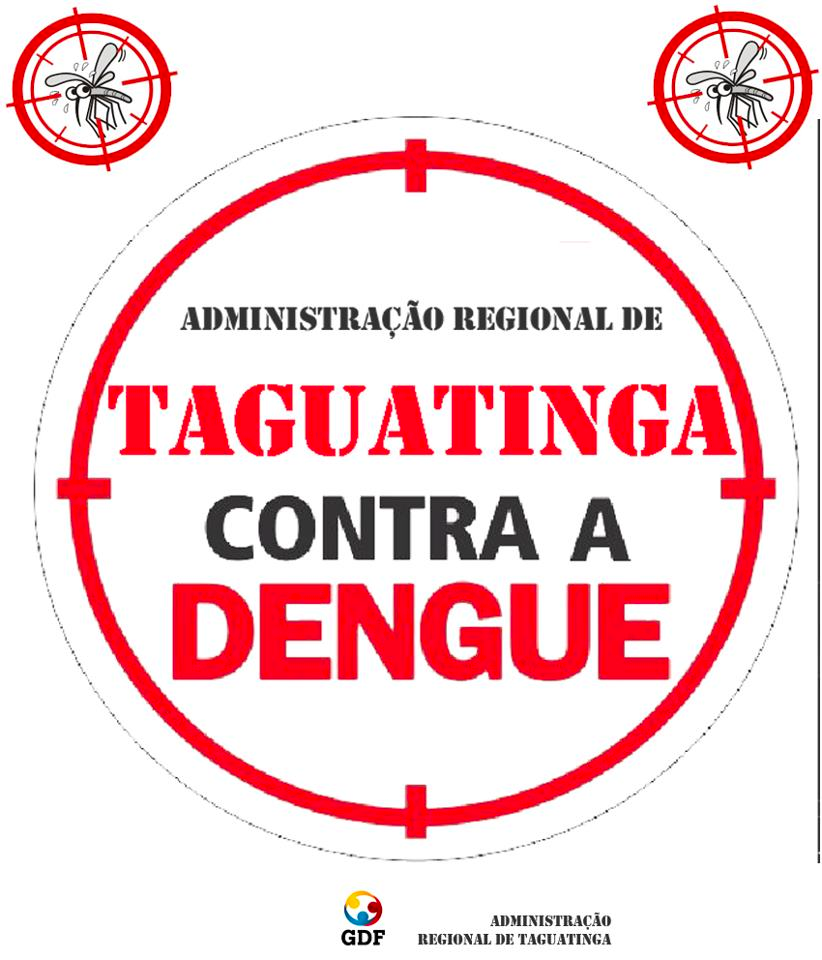 ADMINISTRAÇÃO REGIONAL DE
TAGUATINGA
CONTRA A
DENGUE
GDF
ADMINISTRAÇÃO
REGIONAL DE TAGUATINGA